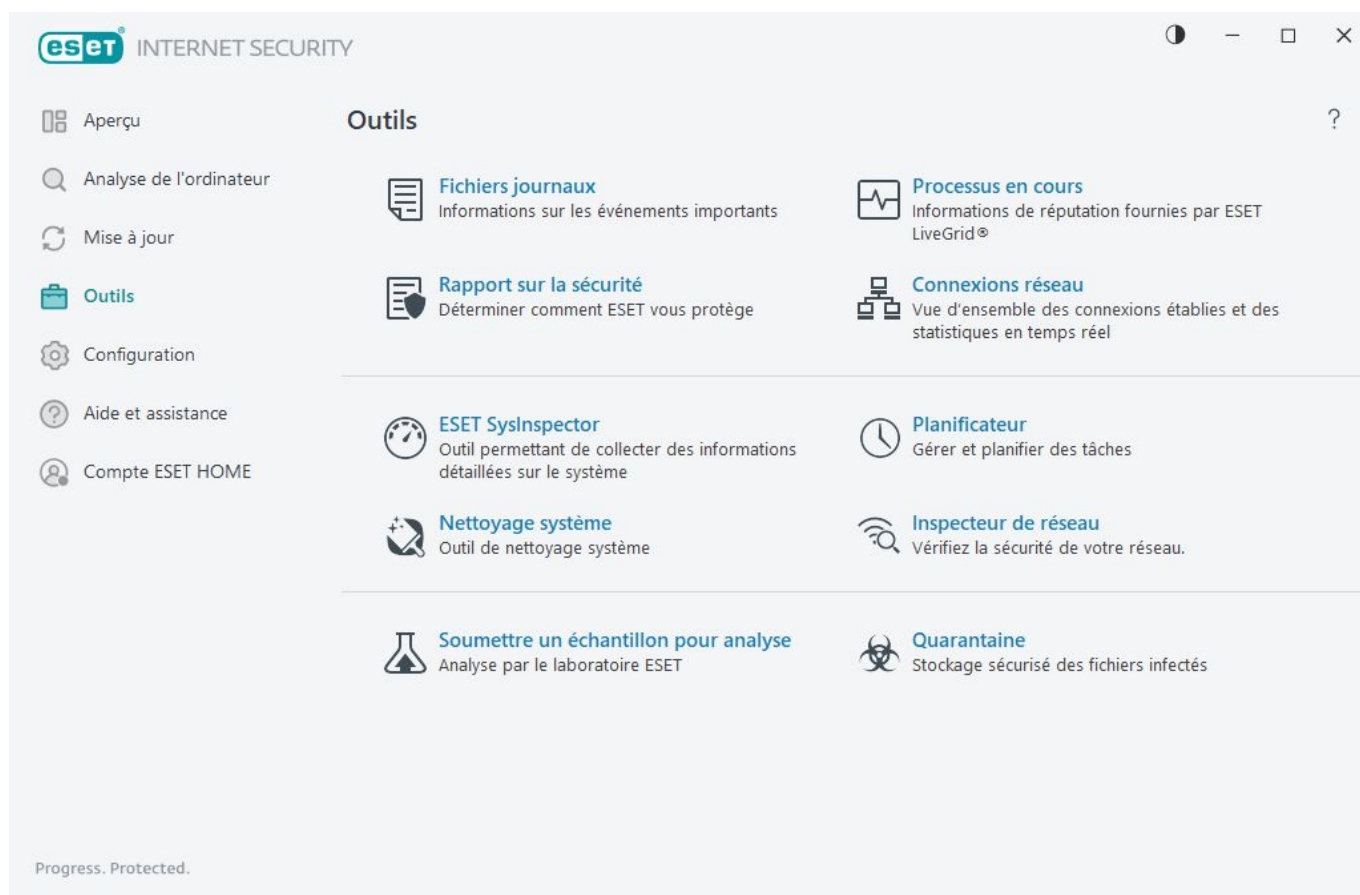 eset® INTERNET SECURITY
Aperçu
Analyse de l'ordinateur
Mise à jour
Outils
Configuration
Aide et assistance
Compte ESET HOME
Outils
?
Fichiers journaux
Informations sur les événements importants
Processus en cours
Informations de réputation fournies par ESET
LiveGrid®
Rapport sur la sécurité
Déterminer comment ESET vous protège
Connexions réseau
Vue d'ensemble des connexions établies et des
statistiques en temps réel
ESET SysInspector
Outil permettant de collecter des informations
détaillées sur le système
Planificateur
Gérer et planifier des tâches
Nettoyage système
Outil de nettoyage système
Inspecteur de réseau
Vérifiez la sécurité de votre réseau.
Soumettre un échantillon pour analyse
Analyse par le laboratoire ESET
Quarantaine
Stockage sécurisé des fichiers infectés
Progress. Protected.